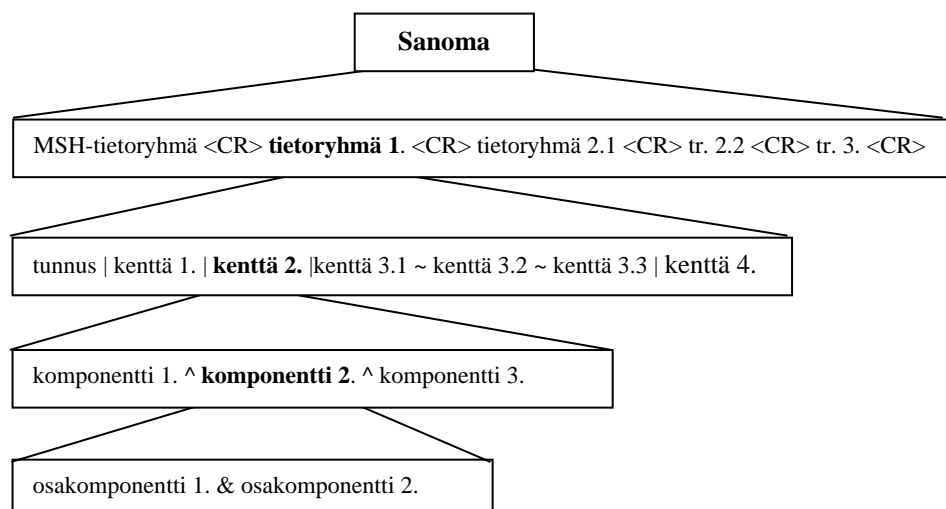 Sanoma
MSH-tietoryhmä <CR> tietoryhmä 1. <CR> tietoryhmä 2.1 <CR> tr. 2.2 <CR> tr. 3. <CR>
tunnus | kenttä 1. | kenttä 2. |kenttä 3.1 ~ kenttä 3.2 ~ kenttä 3.3 | kenttä 4.
komponentti 1. ^ komponentti 2. ^ komponentti 3.
osakomponentti 1. & osakomponentti 2.